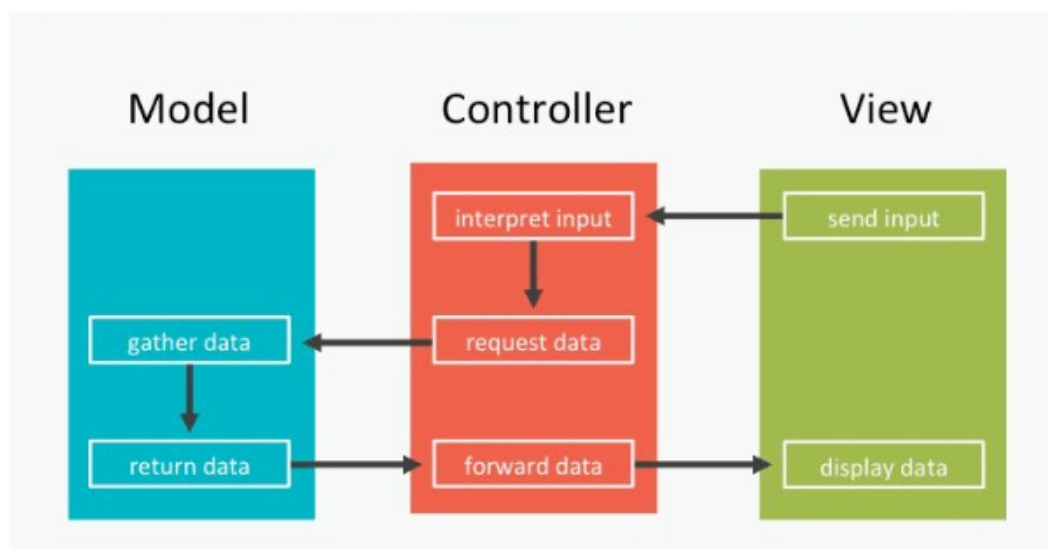 Model
Controller
View
interpret input
send input
gather data
request data
return data
forward data
display data